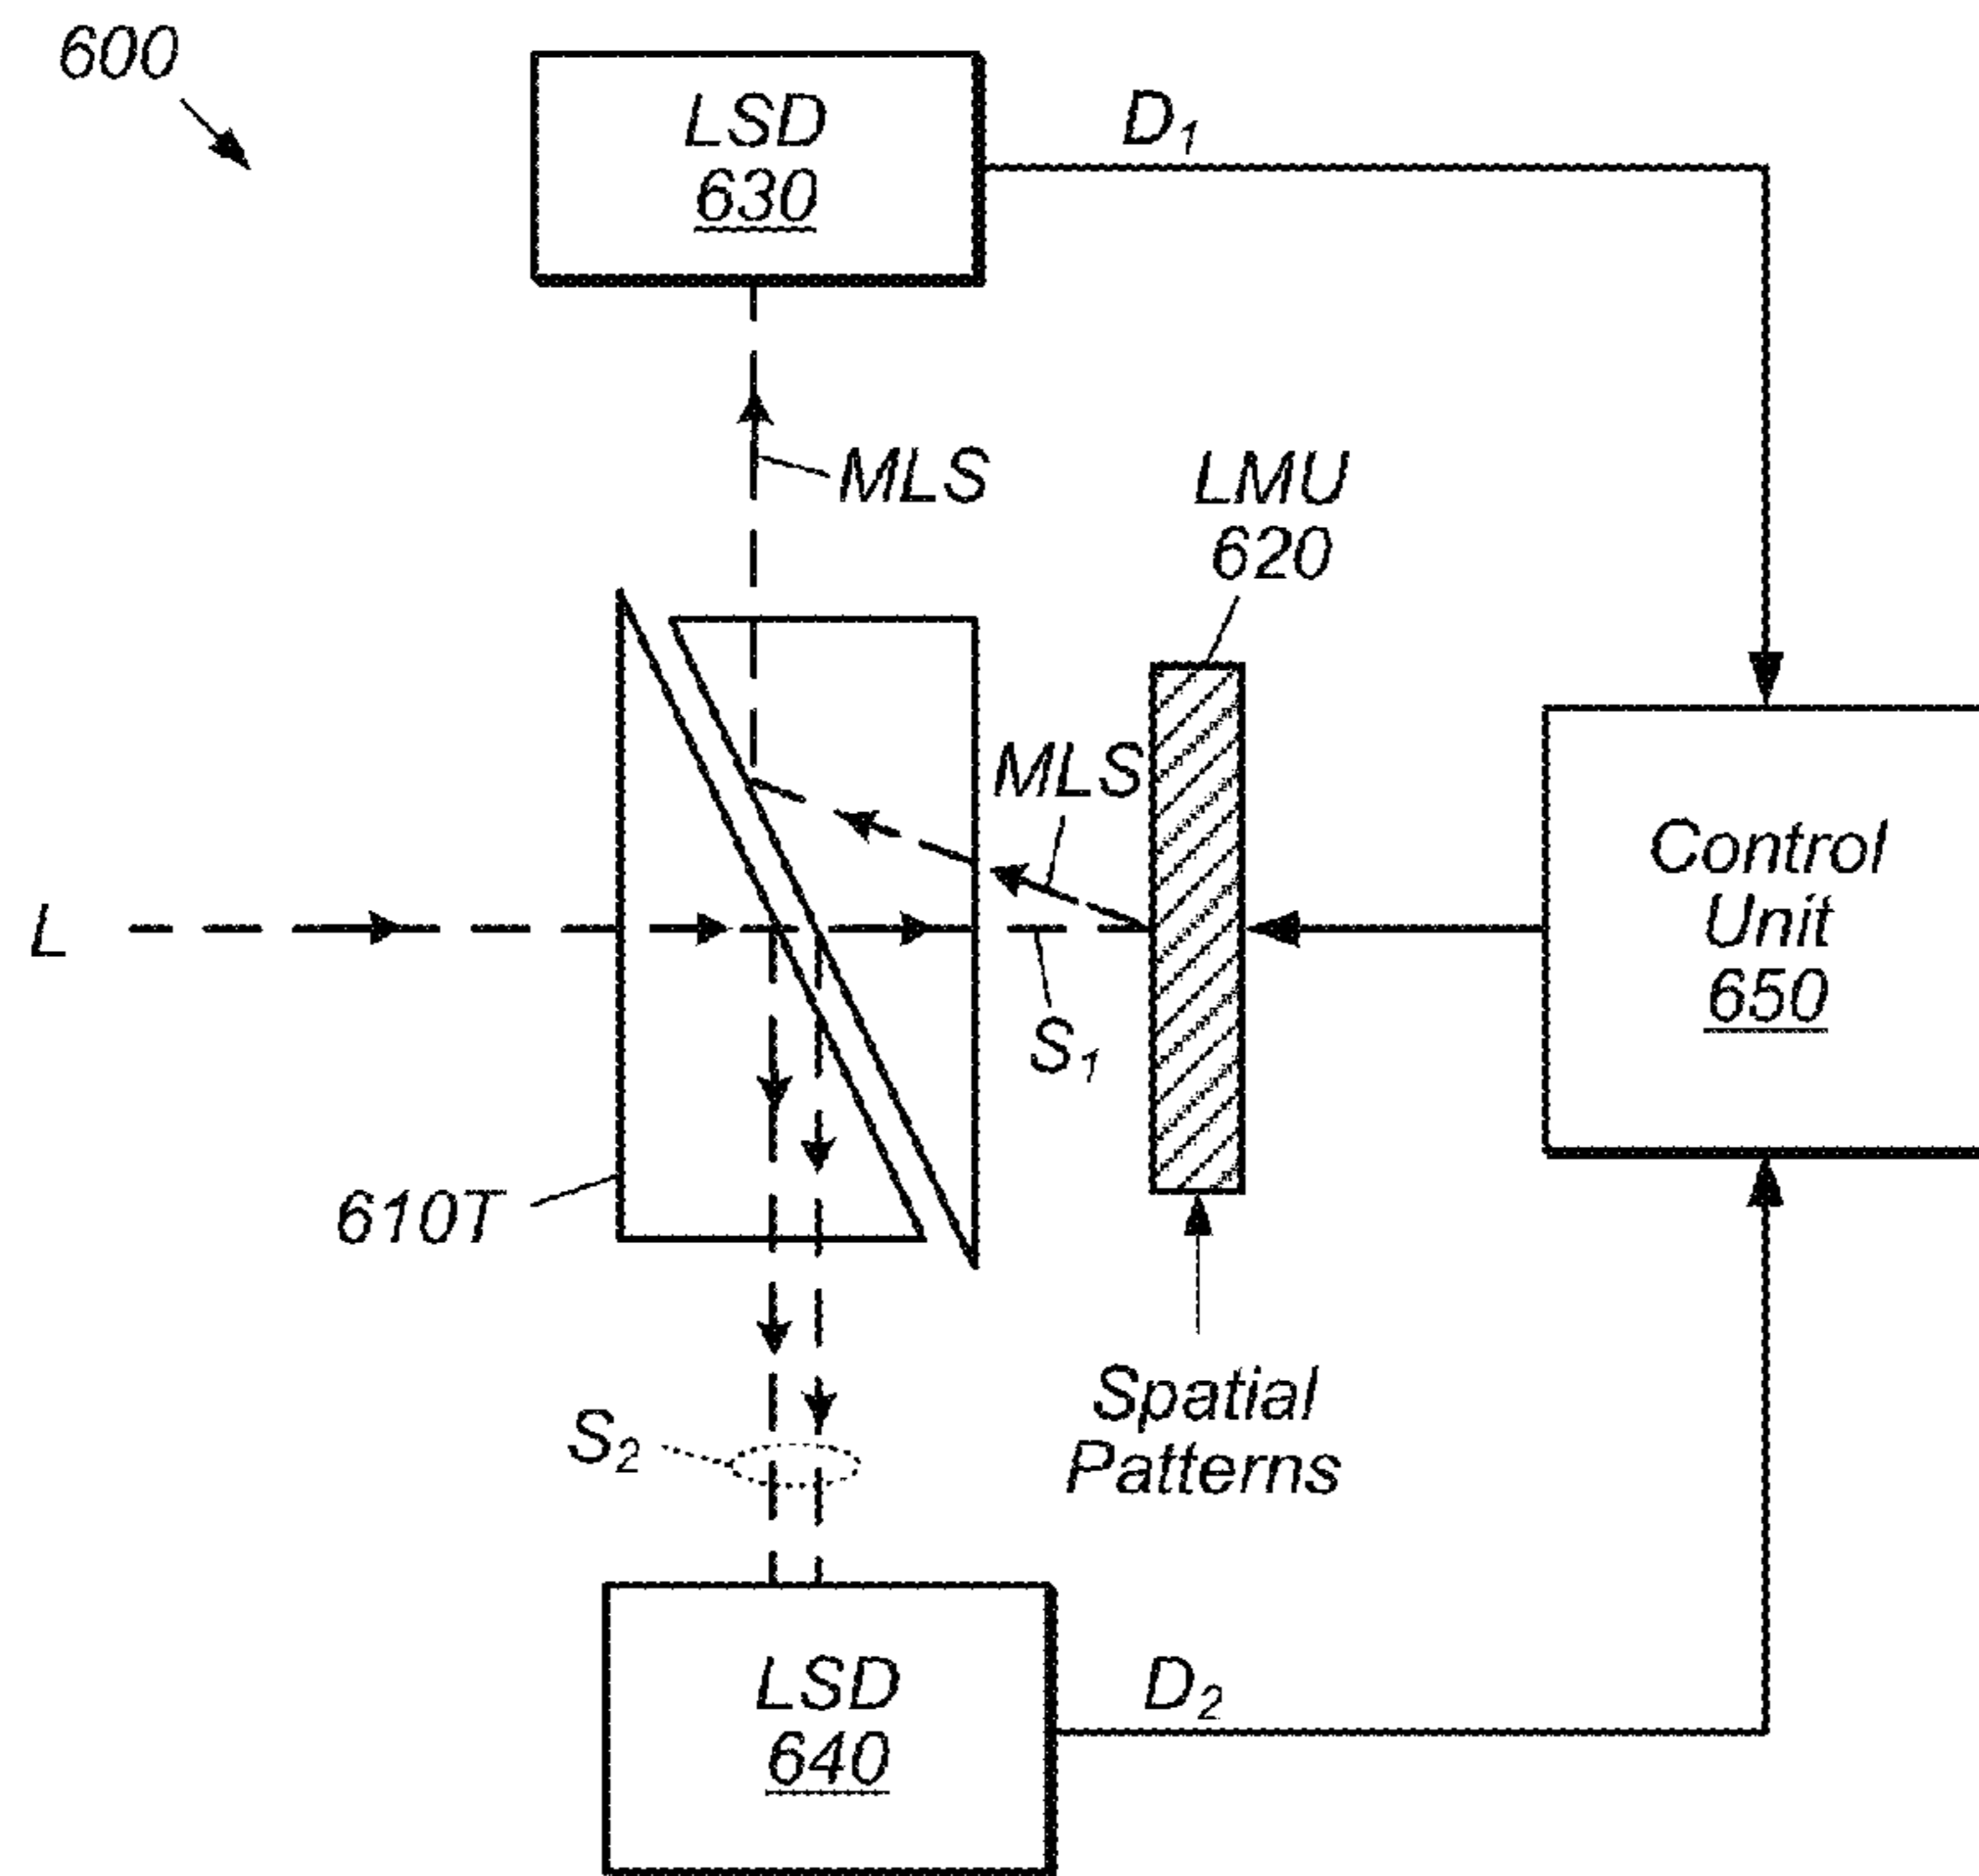 600
LSD
630
D₁
MLS
LMU
620
MLS
Control
Unit
650
L
S₁
610T
Spatial
Patterns
S₂
LSD
640
D₂